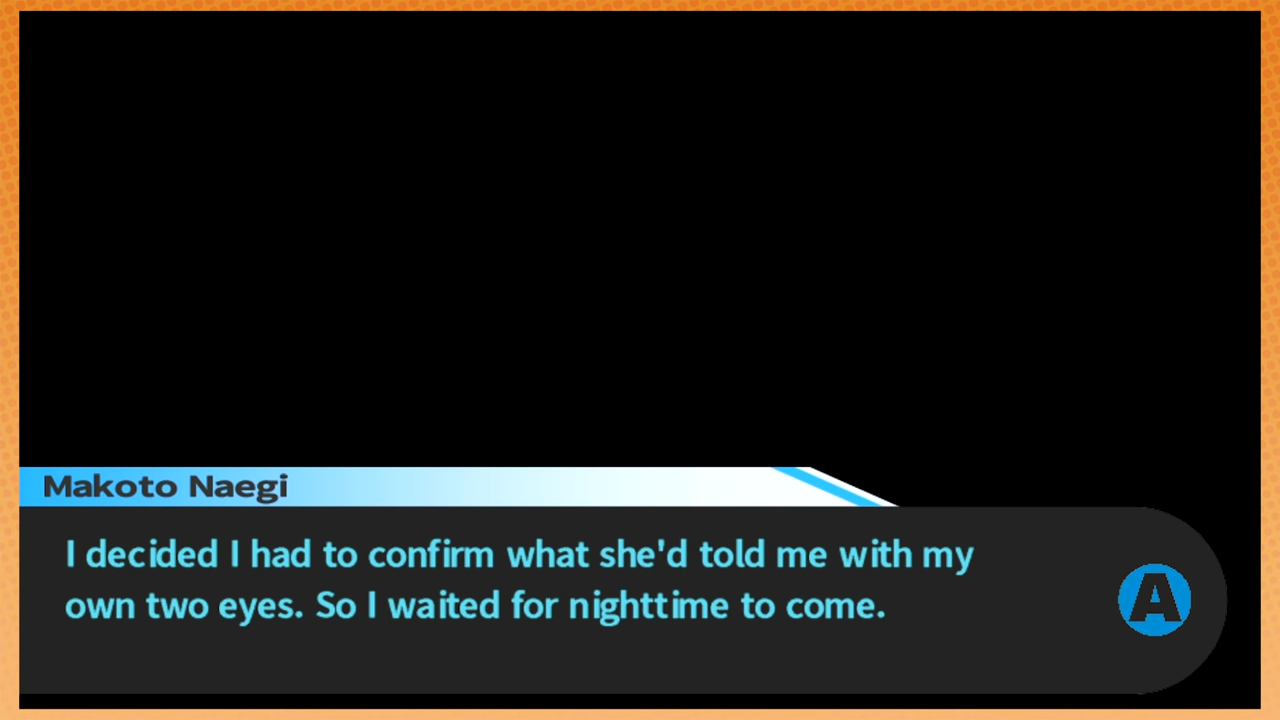 Makoto Naegi
I decided I had to confirm what she'd told me with my
own two eyes. So I waited for nighttime to come.
A